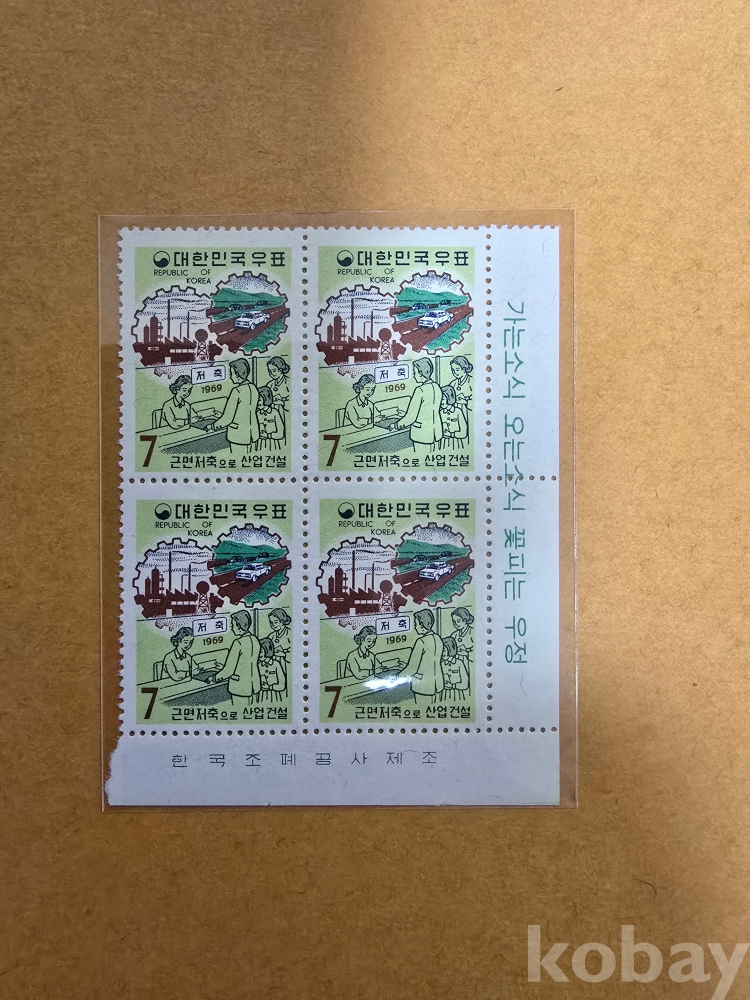 대한민국우표
REPUBLIC OF
KOREA
저축
1969
7
근면저축으로 산업건설
대한민국우표
REPUBLIC OF
KOREA
저축
1969
7
근면저축으로 산업건설
대한민국우표
REPUBLIC OF
KOREA
저축
1969
7
근면저축으로 산업건설
대한민국우표
REPUBLIC OF
KOREA
저축
1969
7
근면저축으로 산업건설
가는소식 오는소식 꽃피는 우정
한국조폐공사제조
kobay